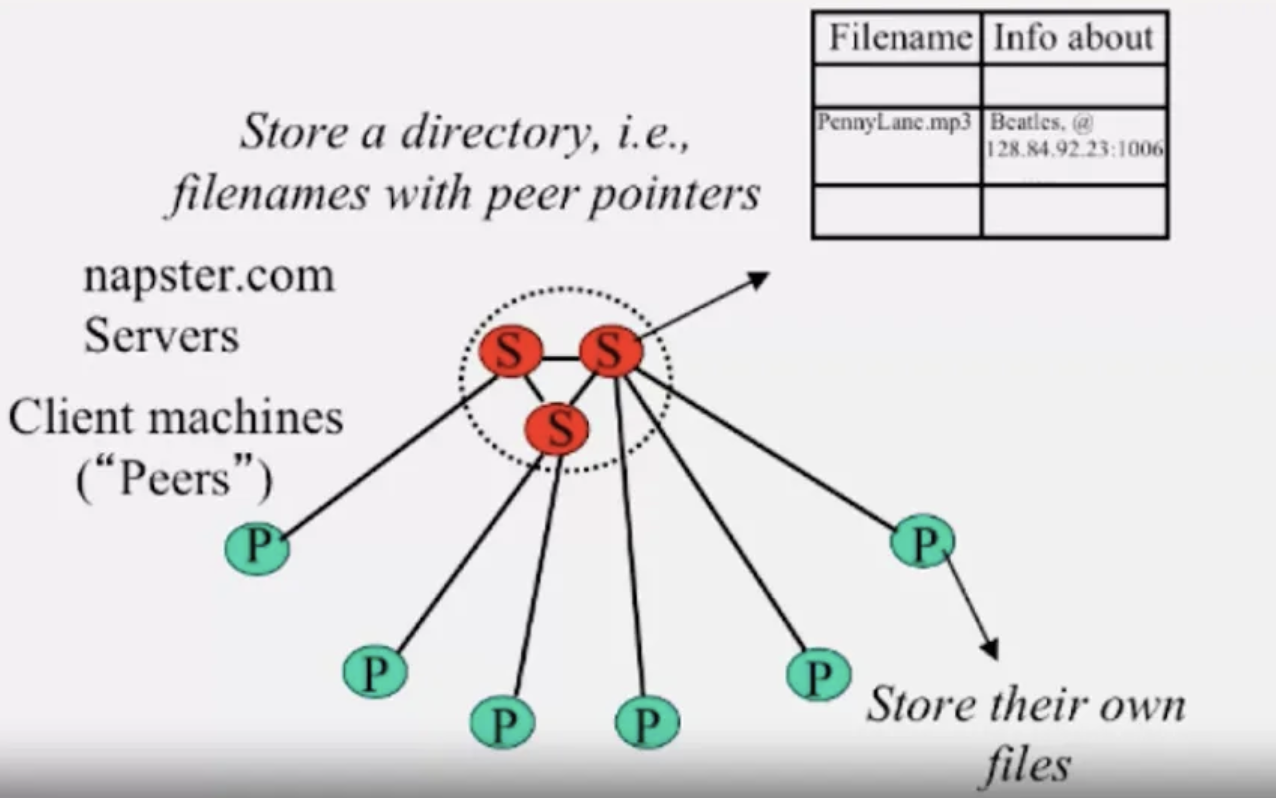 Filename Info about
PennyLane.mp3 Beatles, @
128.84.92.23:1006
Store a directory, i.e.,
filenames with peer pointers
napster.com
Servers
Client machines
(“Peers”)
S S
S
P P
P P
P P
Store their own
files